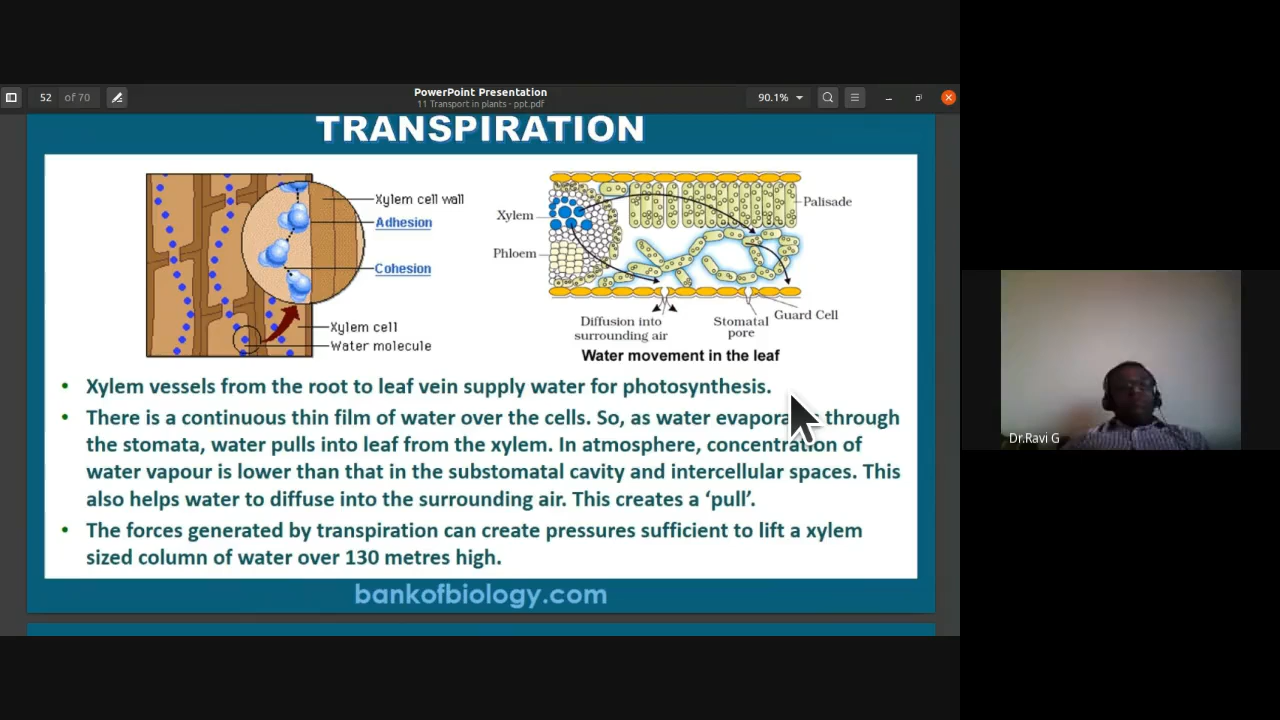 PowerPoint Presentation
52 of 70
11 Transport in plants - ppt.pdf
90.1%
TRANSPIRATION
Xylem cell wall
Adhesion
Cohesion
Xylem cell
Water molecule
Xylem
Phloem
Palisade
Guard Cell
Diffusion into
surrounding air
Stomatal
pore
Water movement in the leaf
• Xylem vessels from the root to leaf vein supply water for photosynthesis.
• There is a continuous thin film of water over the cells. So, as water evapora through
the stomata, water pulls into leaf from the xylem. In atmosphere, concentration of
water vapour is lower than that in the substomatal cavity and intercellular spaces. This
also helps water to diffuse into the surrounding air. This creates a ‘pull’.
• The forces generated by transpiration can create pressures sufficient to lift a xylem
sized column of water over 130 metres high.
bankofbiology.com
Dr.Ravi G